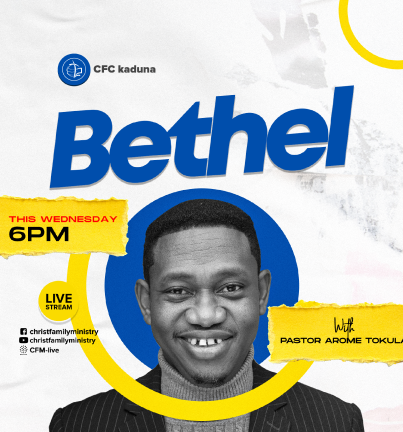 CFC kaduna
Bethel
THIS WEDNESDAY
6PM
LIVE
STREAM
christfamilyministry
christfamilyministry
CFM-live
With
PASTOR AROME TOKULA